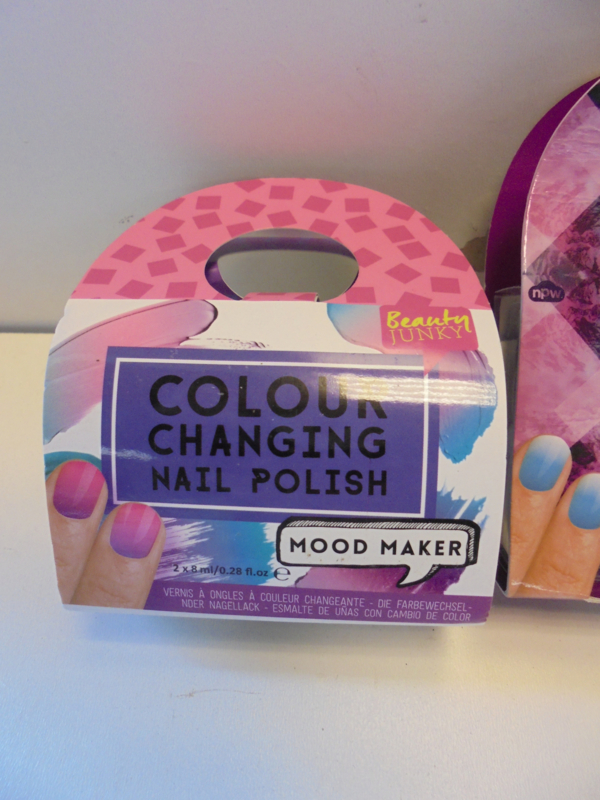 Beauty
JUNKY
COLOUR
CHANGING
NAIL POLISH
MOOD MAKER
2 x 8 ml/0.28 fl.oz ℮
VERNIS À ONGLES À COULEUR CHANGEANTE - DIE FARBEWECHSEL-
NDER NAGELLACK - ESMALTE DE UÑAS CON CAMBIO DE COLOR
npw